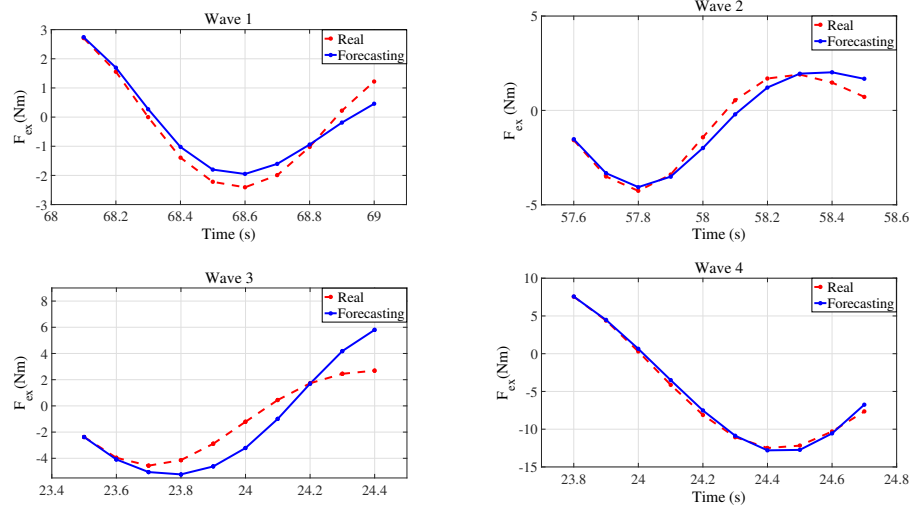 Wave 1
3
2
1
0
-1
-2
-3
F_ex (Nm)
68
68.2
68.4
68.6
68.8
69
Time (s)
Real
Forecasting
Wave 2
5
0
-5
F_ex (Nm)
57.6
57.8
58
58.2
58.4
58.6
Time (s)
Real
Forecasting
Wave 3
8
6
4
2
0
-2
-4
F_ex (Nm)
23.4
23.6
23.8
24
24.2
24.4
Time (s)
Real
Forecasting
Wave 4
10
5
0
-5
-10
-15
F_ex (Nm)
23.8
24
24.2
24.4
24.6
24.8
Time (s)
Real
Forecasting